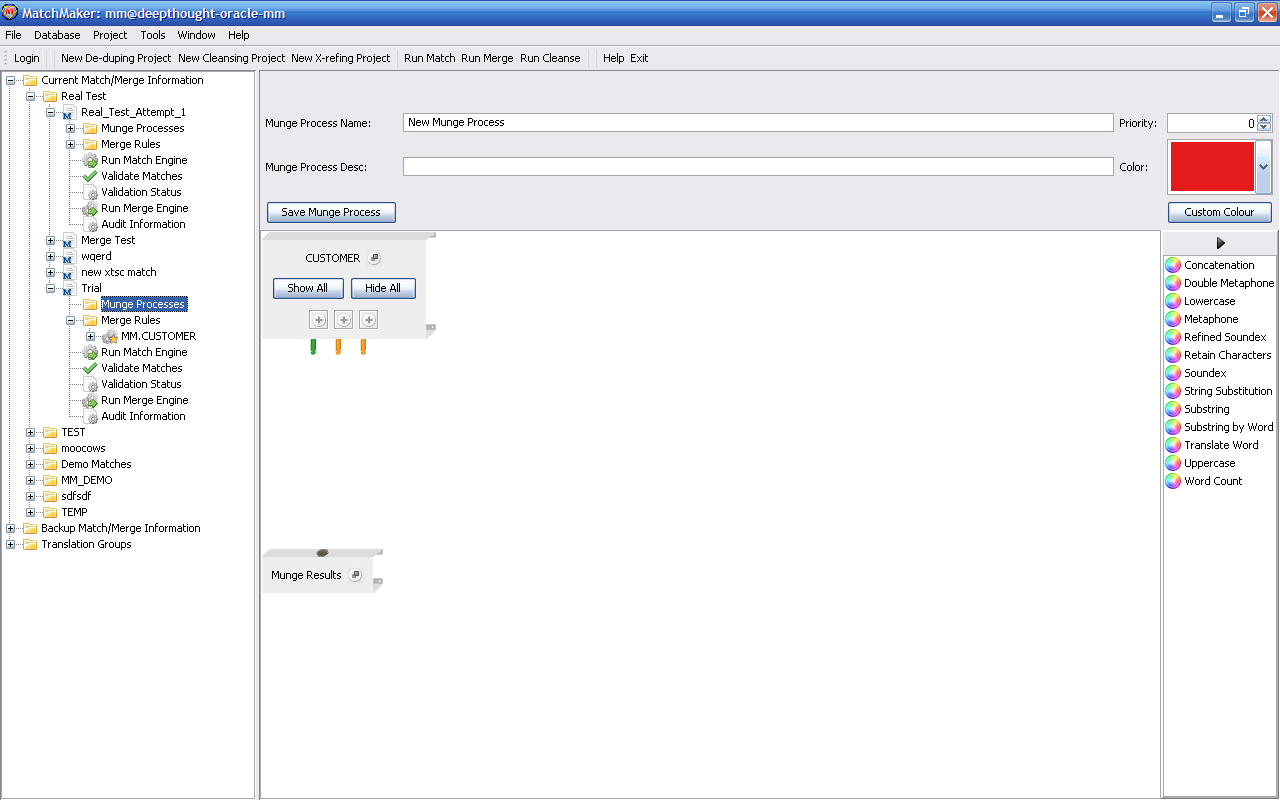 MatchMaker: mm@deepthought-oracle-mm
File Database Project Tools Window Help
Login New De-duping Project New Cleansing Project New X-refing Project Run Match Run Merge Run Cleanse Help Exit
Current Match/Merge Information
Real Test
Real_Test_Attempt_1
Munge Processes
Merge Rules
Run Match Engine
Validate Matches
Validation Status
Run Merge Engine
Audit Information
Merge Test
wqerd
new xtsc match
Trial
Munge Processes
Merge Rules
MM.CUSTOMER
Run Match Engine
Validate Matches
Validation Status
Run Merge Engine
Audit Information
TEST
moocows
Demo Matches
MM_DEMO
sdfsdf
TEMP
Backup Match/Merge Information
Translation Groups
Munge Process Name: New Munge Process Priority: 0
Munge Process Desc: Color:
Save Munge Process Custom Colour
CUSTOMER
Show All Hide All
Munge Results
Concatenation
Double Metaphone
Lowercase
Metaphone
Refined Soundex
Retain Characters
Soundex
String Substitution
Substring
Substring by Word
Translate Word
Uppercase
Word Count